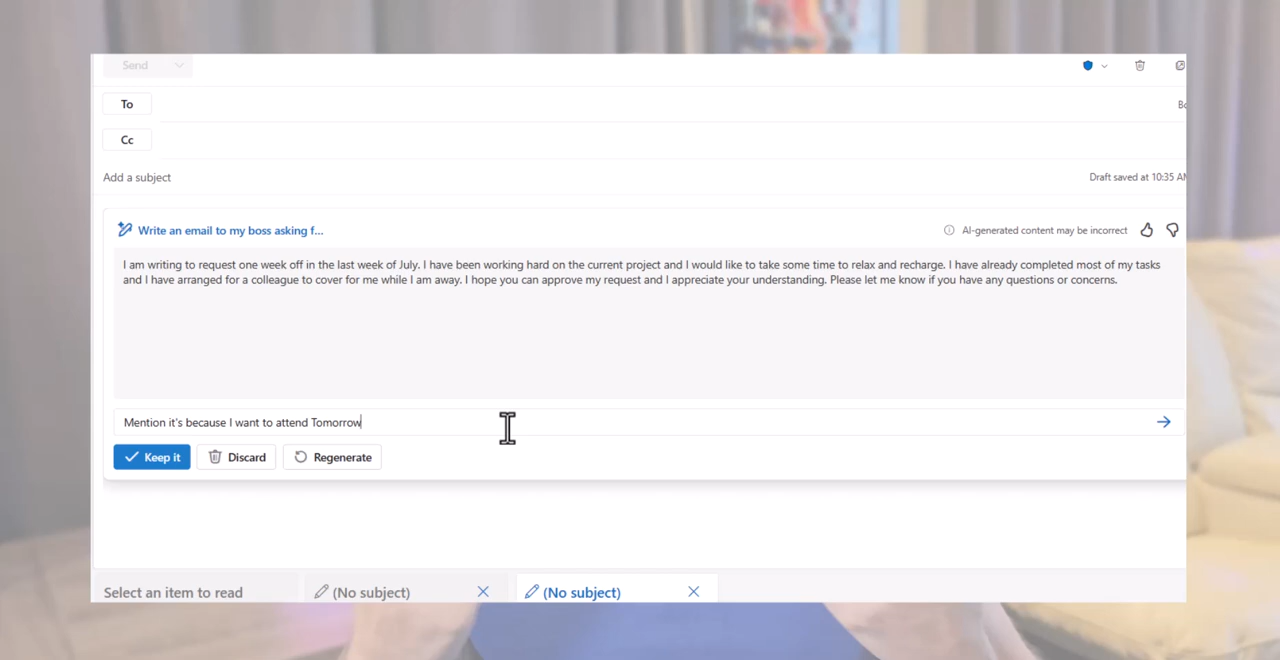 Send
To
Bc
Cc
Add a subject
Draft saved at 10:35 AM
Write an email to my boss asking f...
AI-generated content may be incorrect
I am writing to request one week off in the last week of July. I have been working hard on the current project and I would like to take some time to relax and recharge. I have already completed most of my tasks
and I have arranged for a colleague to cover for me while I am away. I hope you can approve my request and I appreciate your understanding. Please let me know if you have any questions or concerns.
Mention it's because I want to attend Tomorrow
Keep it
Discard
Regenerate
Select an item to read
(No subject)
(No subject)